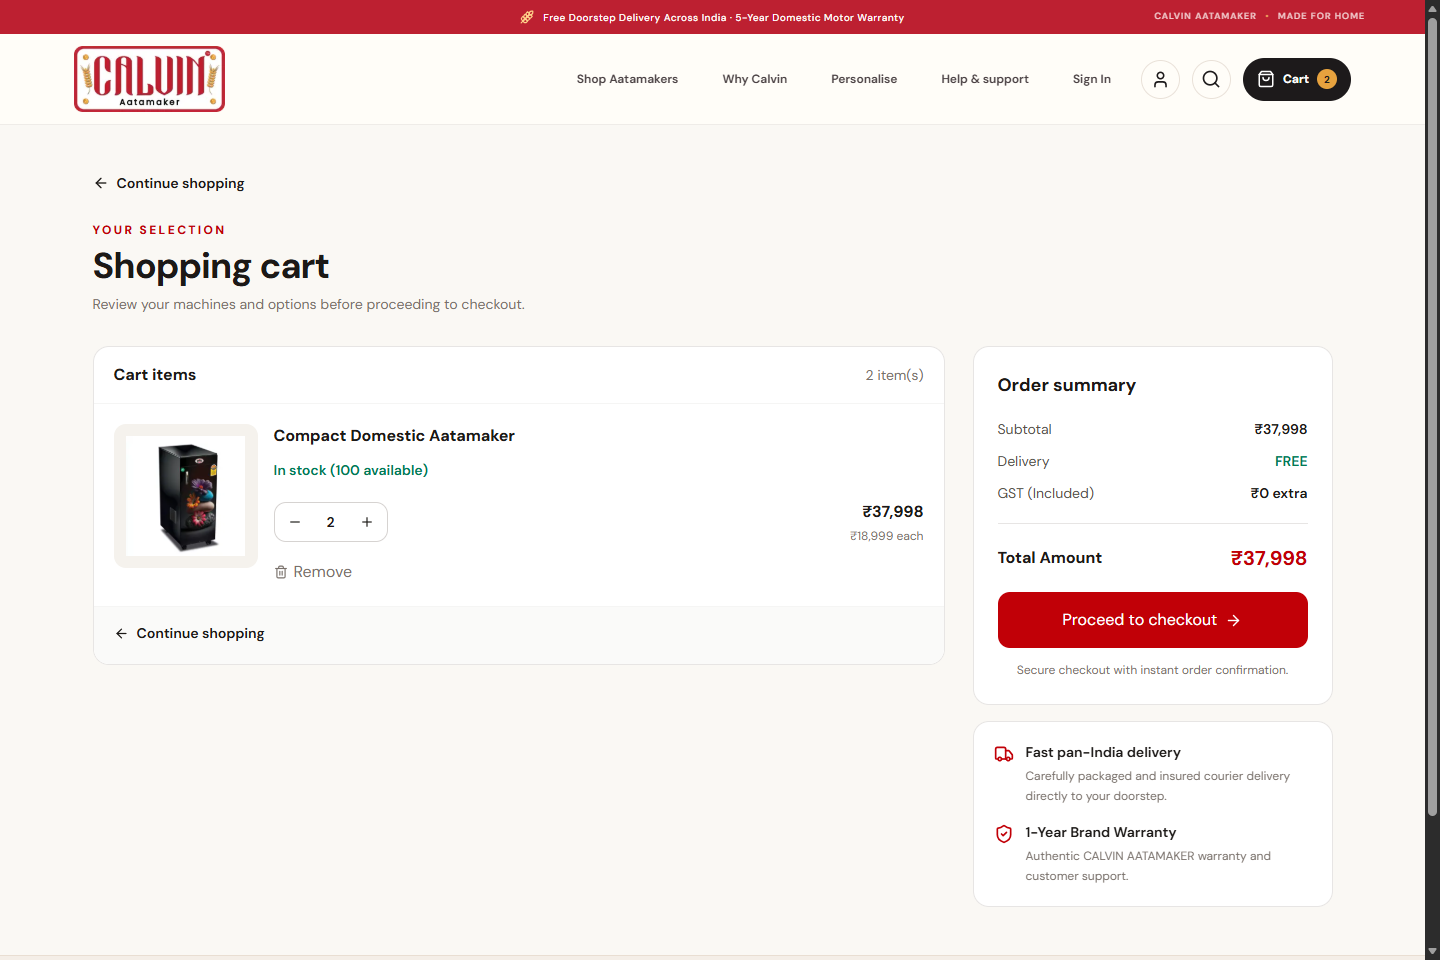 Free Doorstep Delivery Across India · 5-Year Domestic Motor Warranty
CALVIN AATAMAKER • MADE FOR HOME
CALVIN
Aatamaker
Shop Aatamakers
Why Calvin
Personalise
Help & support
Sign In
Cart 2
Continue shopping
YOUR SELECTION
Shopping cart
Review your machines and options before proceeding to checkout.
Cart items
2 item(s)
Compact Domestic Aatamaker
In stock (100 available)
− 2 +
₹37,998
₹18,999 each
Remove
Continue shopping
Order summary
Subtotal ₹37,998
Delivery FREE
GST (Included) ₹0 extra
Total Amount ₹37,998
Proceed to checkout
Secure checkout with instant order confirmation.
Fast pan-India delivery
Carefully packaged and insured courier delivery
directly to your doorstep.
1-Year Brand Warranty
Authentic CALVIN AATAMAKER warranty and
customer support.